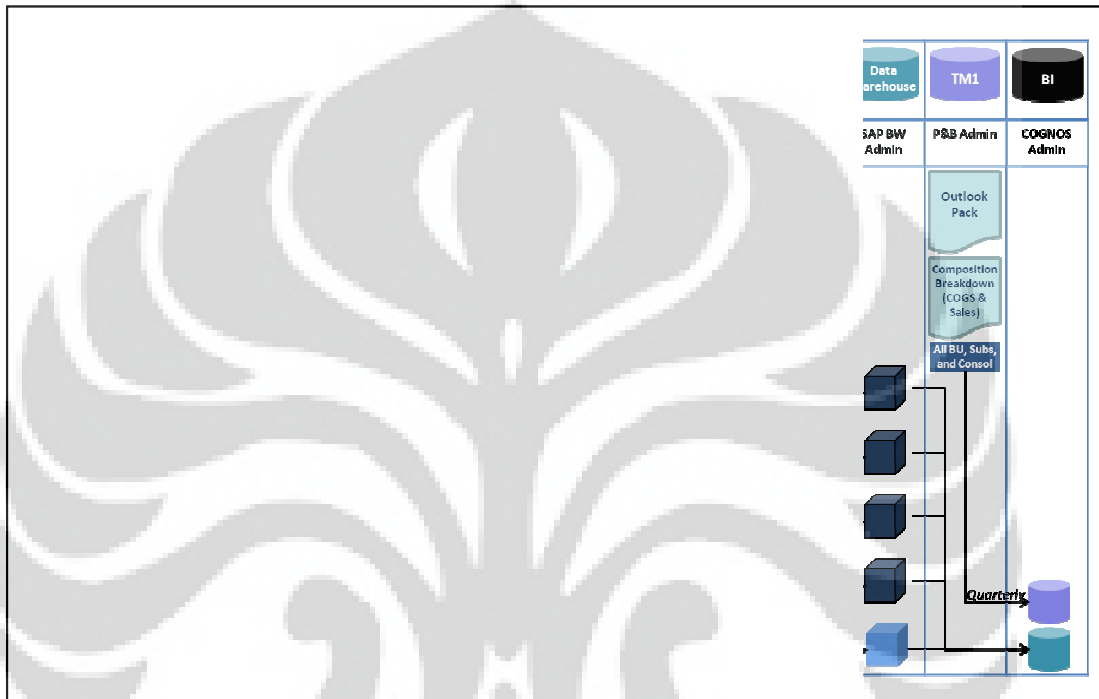 Data
arehouse
TM1
BI
SAP BW
Admin
P&B Admin
COGNOS
Admin
Outlook
Pack
Composition
Breakdown
(COGS &
Sales)
All BU, Subs,
and Consol
Quarterly